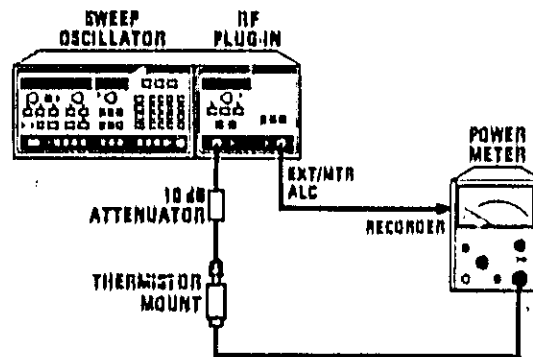 SWEEP
OSCILLATOR
RF
PLUG-IN
POWER
METER
EXT/MTR
ALC
10 dB
ATTENUATOR
RECORDER
THERMISTOR
MOUNT